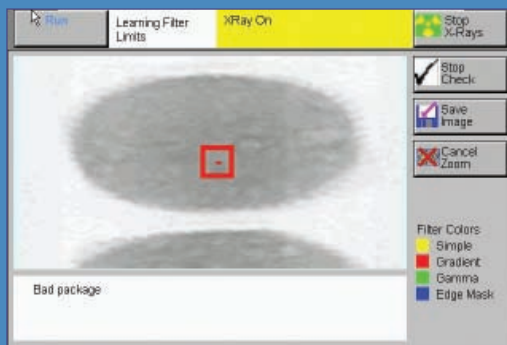 Run
Learning Filter
Limits
XRay On
Stop
X-Rays
Stop
Check
Save
Image
Cancel
Zoom
Filter Colors
Simple
Gradient
Gamma
Edge Mask
Bad package